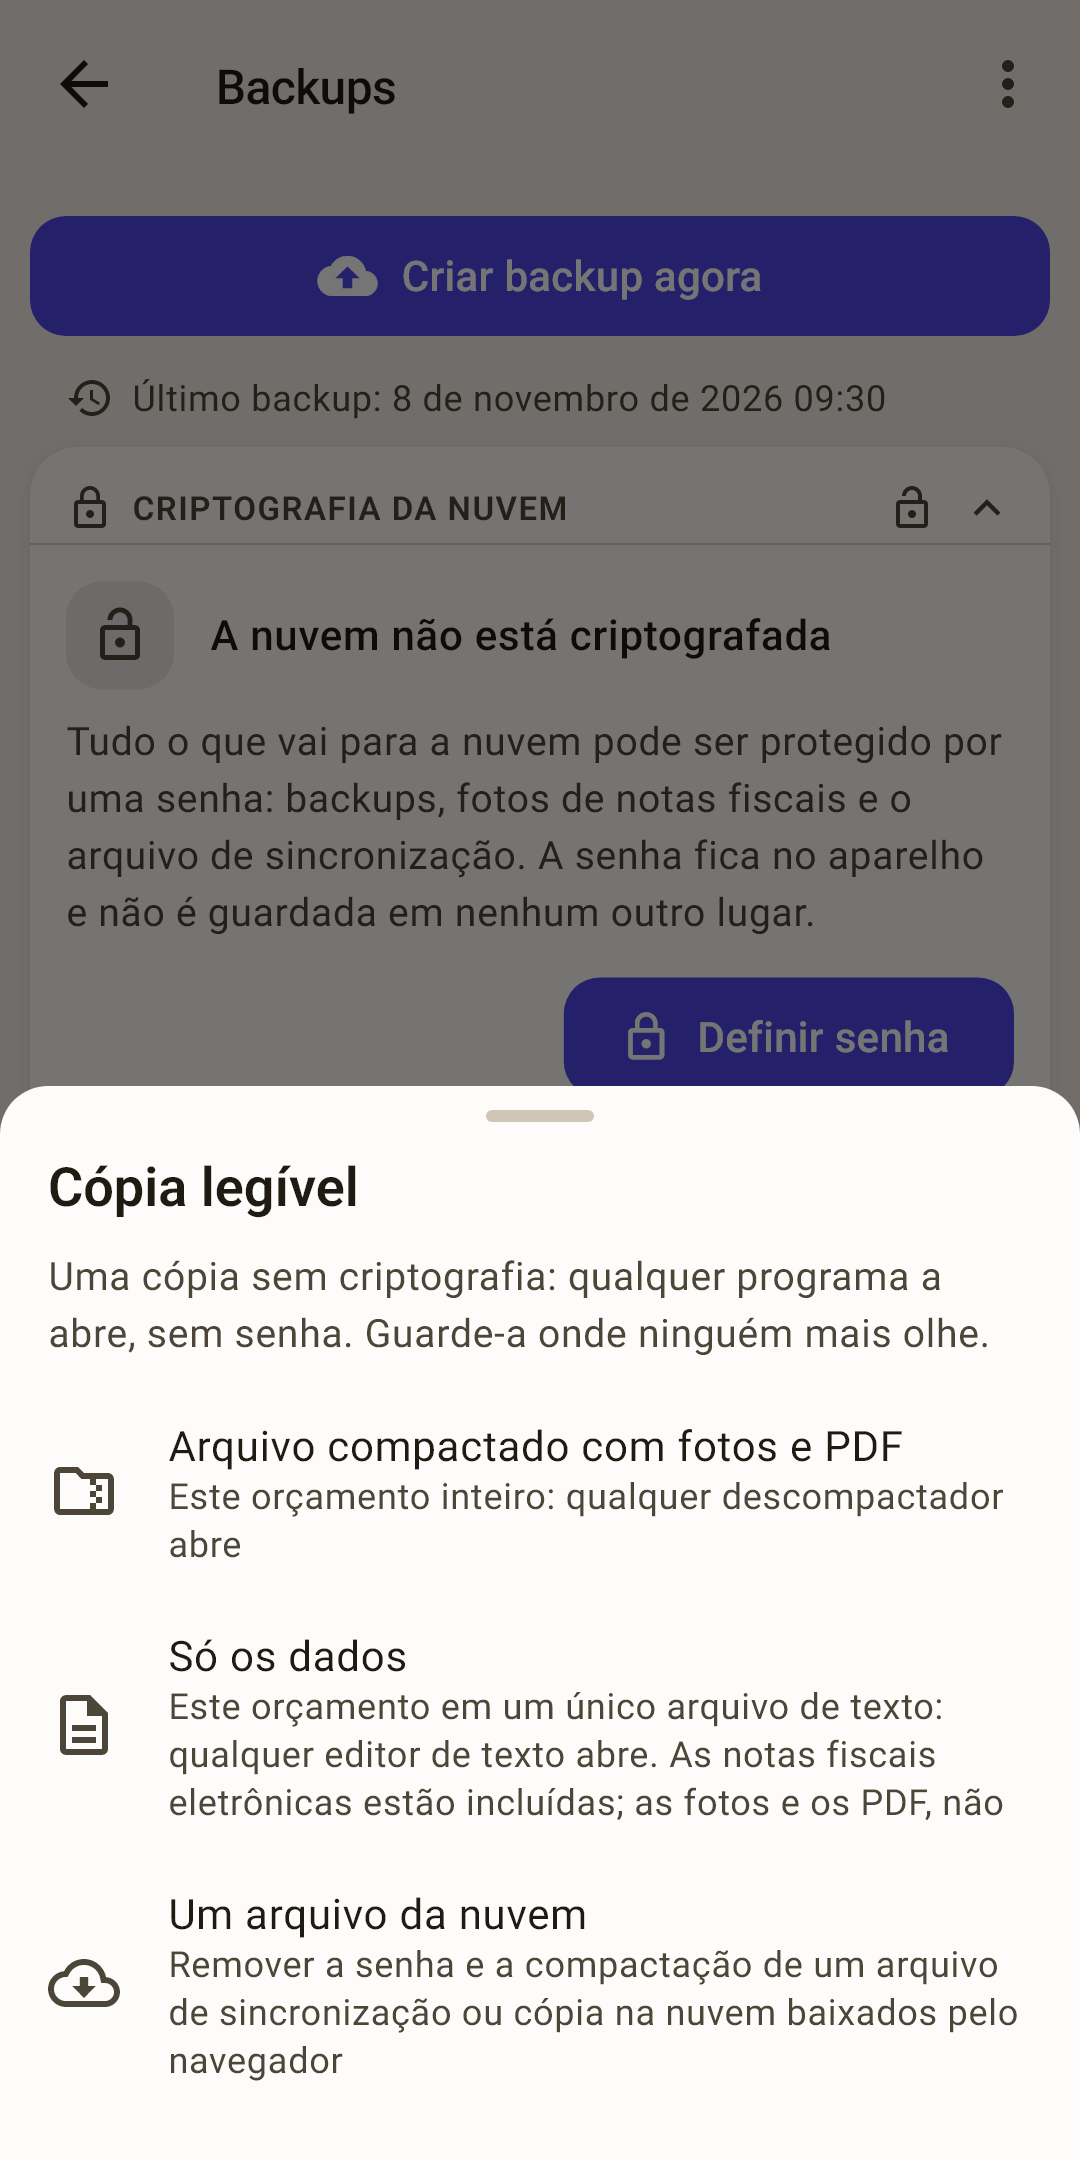 Backups
Criar backup agora
Último backup: 8 de novembro de 2026 09:30
CRIPTOGRAFIA DA NUVEM
A nuvem não está criptografada
Tudo o que vai para a nuvem pode ser protegido por
uma senha: backups, fotos de notas fiscais e o
arquivo de sincronização. A senha fica no aparelho
e não é guardada em nenhum outro lugar.
Definir senha
Cópia legível
Uma cópia sem criptografia: qualquer programa a
abre, sem senha. Guarde-a onde ninguém mais olhe.
Arquivo compactado com fotos e PDF
Este orçamento inteiro: qualquer descompactador
abre
Só os dados
Este orçamento em um único arquivo de texto:
qualquer editor de texto abre. As notas fiscais
eletrônicas estão incluídas; as fotos e os PDF, não
Um arquivo da nuvem
Remover a senha e a compactação de um arquivo
de sincronização ou cópia na nuvem baixados pelo
navegador